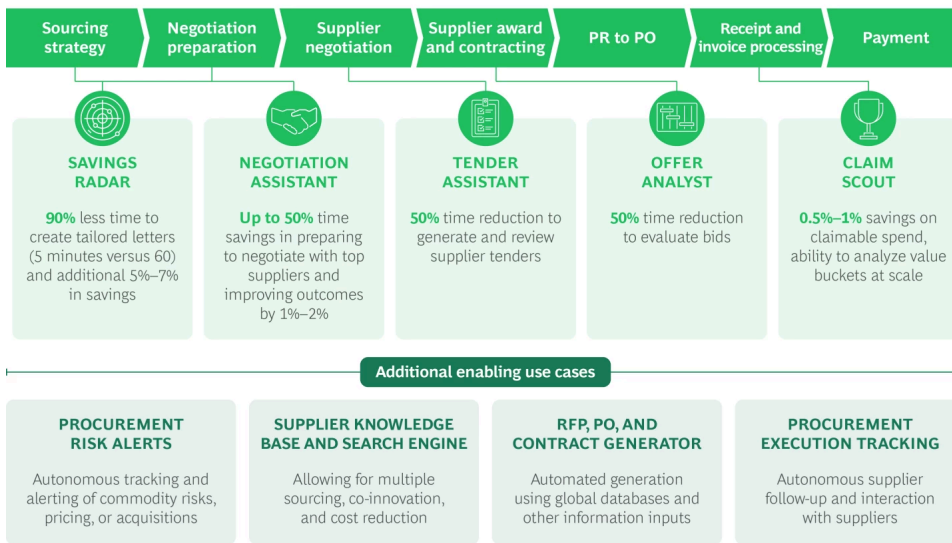 Sourcing
strategy
Negotiation
preparation
Supplier
negotiation
Supplier award
and contracting
PR to PO
Receipt and
invoice processing
Payment
SAVINGS
RADAR
90% less time to
create tailored letters
(5 minutes versus 60)
and additional 5%–7%
in savings
NEGOTIATION
ASSISTANT
Up to 50% time
savings in preparing
to negotiate with top
suppliers and
improving outcomes
by 1%–2%
TENDER
ASSISTANT
50% time reduction to
generate and review
supplier tenders
OFFER
ANALYST
50% time reduction
to evaluate bids
CLAIM
SCOUT
0.5%–1% savings on
claimable spend,
ability to analyze value
buckets at scale
Additional enabling use cases
PROCUREMENT
RISK ALERTS
Autonomous tracking and
alerting of commodity risks,
pricing, or acquisitions
SUPPLIER KNOWLEDGE
BASE AND SEARCH ENGINE
Allowing for multiple
sourcing, co-innovation,
and cost reduction
RFP, PO, AND
CONTRACT GENERATOR
Automated generation
using global databases and
other information inputs
PROCUREMENT
EXECUTION TRACKING
Autonomous supplier
follow-up and interaction
with suppliers